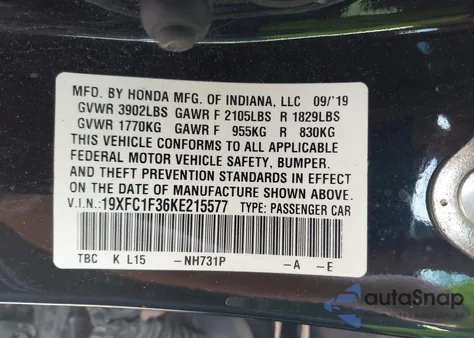 MFD. BY HONDA MFG. OF INDIANA, LLC 09/'19
GVWR 3902LBS GAWR F 2105LBS R 1829LBS
GVWR 1770KG GAWR F 955KG R 830KG
THIS VEHICLE CONFORMS TO ALL APPLICABLE
FEDERAL MOTOR VEHICLE SAFETY, BUMPER,
AND THEFT PREVENTION STANDARDS IN EFFECT
ON THE DATE OF MANUFACTURE SHOWN ABOVE.
V.I.N.:19XFC1F36KE215577 TYPE: PASSENGER CAR
TBC K L15 -NH731P -A -E
autoSnap